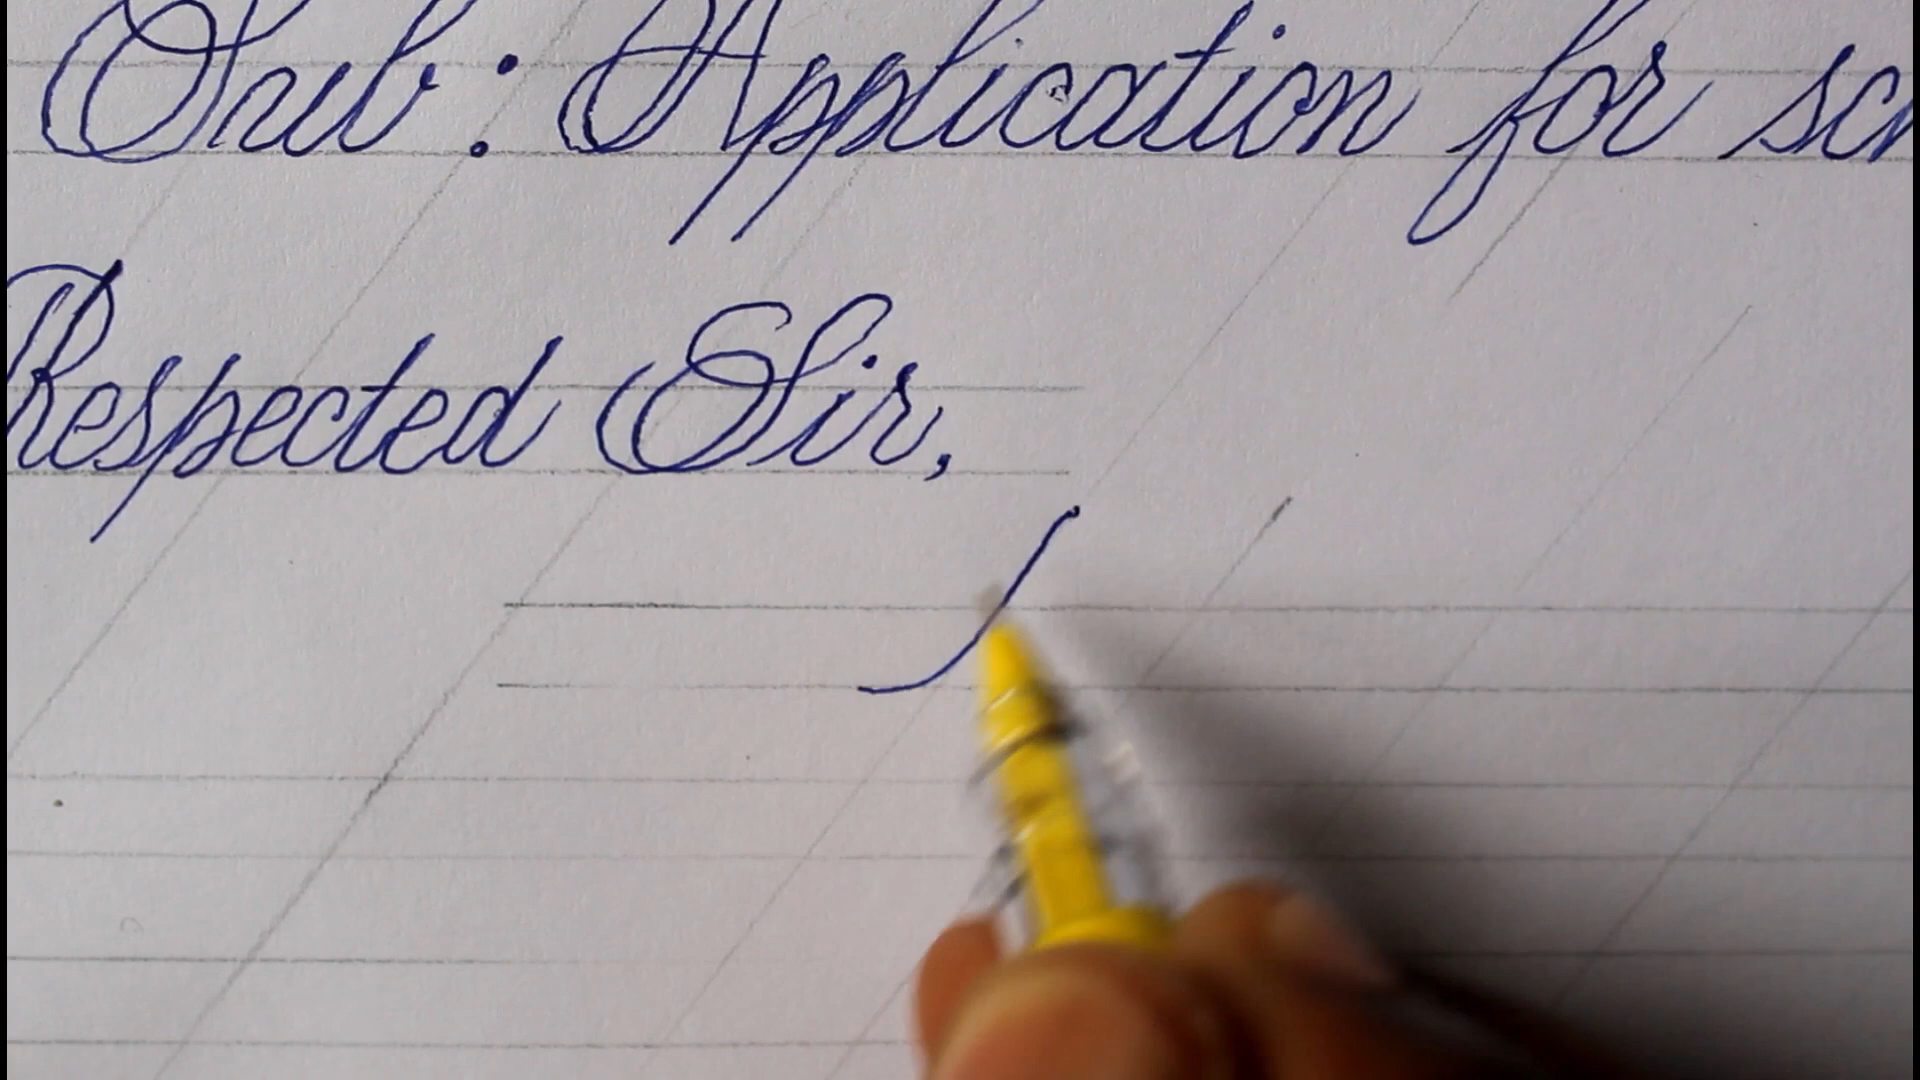 Sub : Application for
Respected Sir,